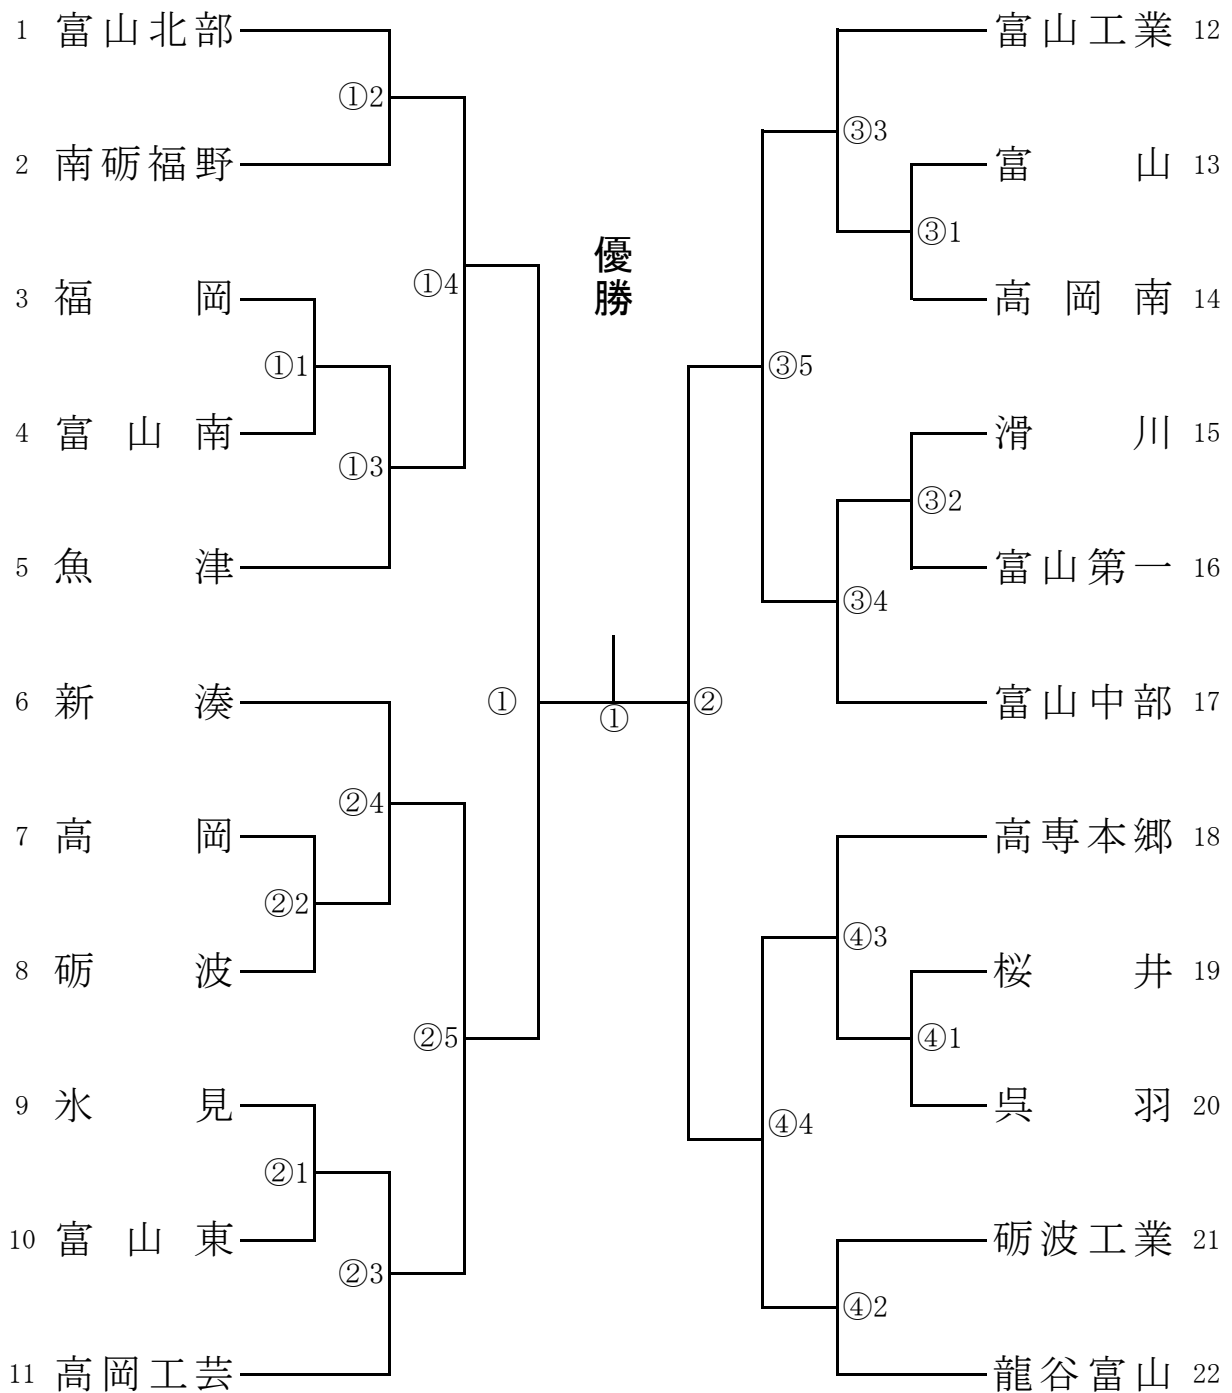 1 富山北部
①2
2 南砺福野
3 福岡
①4
①1
4 富山南
①3
5 魚津
6 新湊
①
②4
7 高岡
②2
8 砺波
②5
9 氷見
②1
10 富山東
②3
11 高岡工芸
優勝
①
富山工業 12
③3
富山 13
③1
高岡南 14
③5
滑川 15
③2
富山第一 16
③4
②
富山中部 17
高専本郷 18
④3
桜井 19
④1
呉羽 20
④4
砺波工業 21
④2
龍谷富山 22